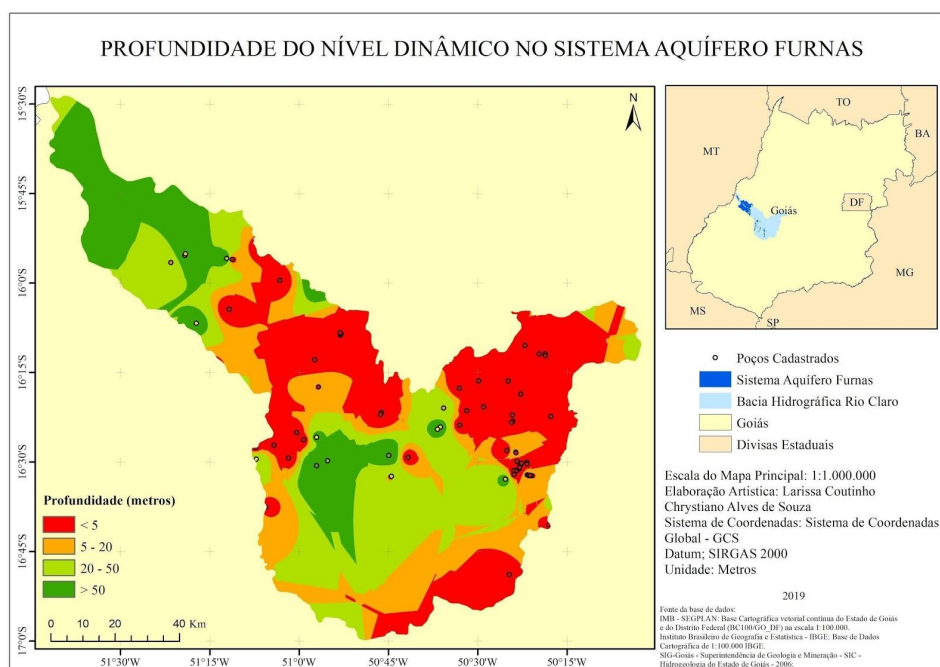 PROFUNDIDADE DO NÍVEL DINÂMICO NO SISTEMA AQUÍFERO FURNAS
15°30'S
15°45'S
16°0'S
16°15'S
16°30'S
16°45'S
17°0'S
N
Profundidade (metros)
< 5
5 - 20
20 - 50
> 50
0 10 20 40 Km
51°30'W 51°15'W 51°0'W 50°45'W 50°30'W 50°15'W
TO
BA
MT
DF
Goiás
MG
MS
SP
Poços Cadastrados
Sistema Aquífero Furnas
Bacia Hidrográfica Rio Claro
Goiás
Divisas Estaduais
Escala do Mapa Principal: 1:1.000.000
Elaboração Artistica: Larissa Coutinho
Chrystiano Alves de Souza
Sistema de Coordenadas: Sistema de Coordenadas
Global - GCS
Datum; SIRGAS 2000
Unidade: Metros
2019
Fonte da base de dados:
IMB - SEGPLAN: Base Cartográfica vetorial contínua do Estado de Goiás
e do Distrito Federal (BC100/GO_DF) na escala 1:100.000.
Instituto Brasileiro de Geografia e Estatística - IBGE: Base de Dados
Cartográfica de 1:100.000 IBGE.
SIG-Goiás - Superintendência de Geologia e Mineração - SIC -
Hidrogeologia do Estado de Goiás - 2006.